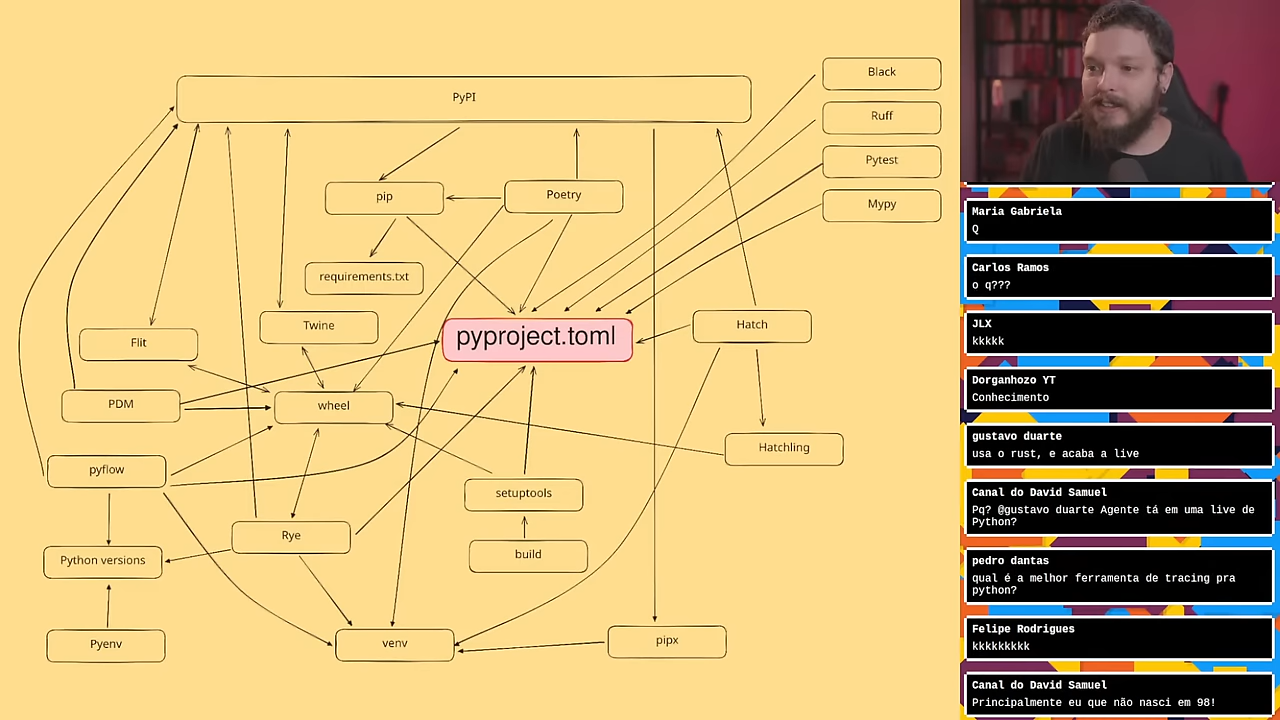 PyPI
Black
Ruff
Pytest
Mypy
pip
Poetry
requirements.txt
Twine
Flit
pyproject.toml
Hatch
PDM
wheel
Hatchling
pyflow
setuptools
Rye
build
Python versions
Pyenv
venv
pipx
Maria Gabriela
Q
Carlos Ramos
o q???
JLX
kkkkk
Dorganhozo YT
Conhecimento
gustavo duarte
usa o rust, e acaba a live
Canal do David Samuel
Pq? @gustavo duarte Agente tá em uma live de
Python?
pedro dantas
qual é a melhor ferramenta de tracing pra
python?
Felipe Rodrigues
kkkkkkkkk
Canal do David Samuel
Principalmente eu que não nasci em 98!